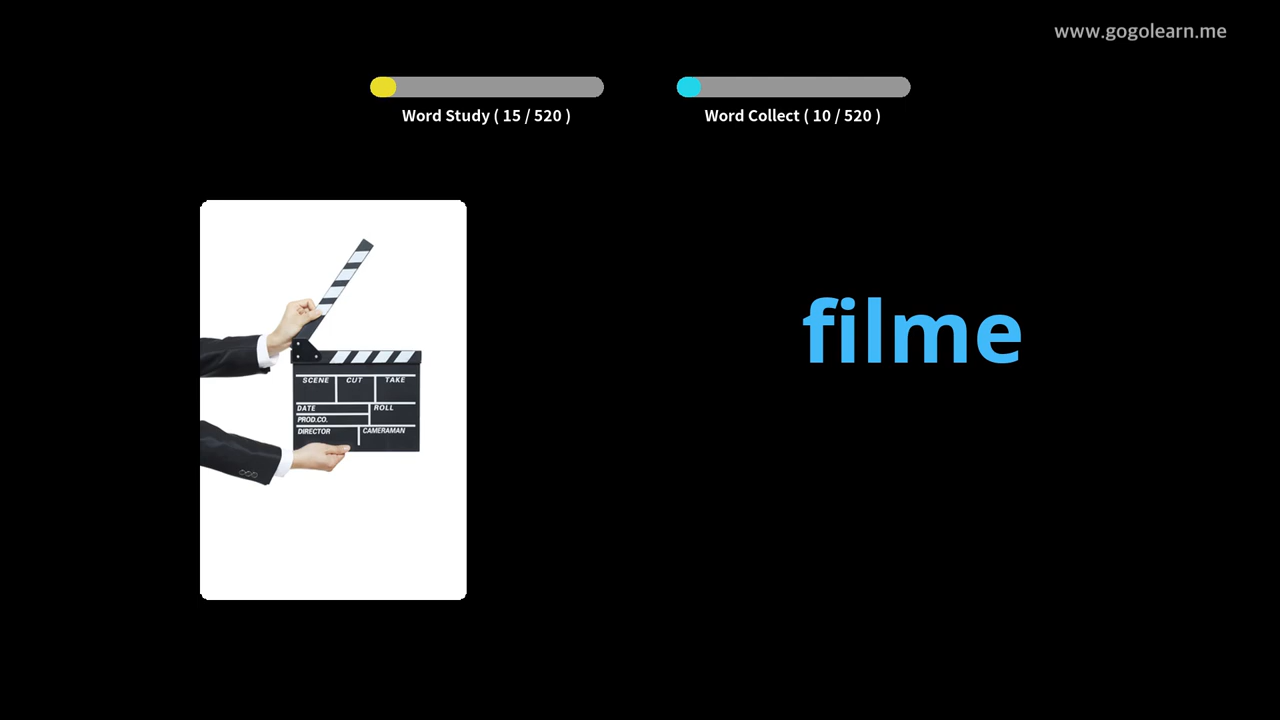 www.gogolearn.me
Word Study ( 15 / 520 )
Word Collect ( 10 / 520 )
filme
SCENE CUT TAKE
DATE ROLL
PROD.CO.
DIRECTOR CAMERAMAN